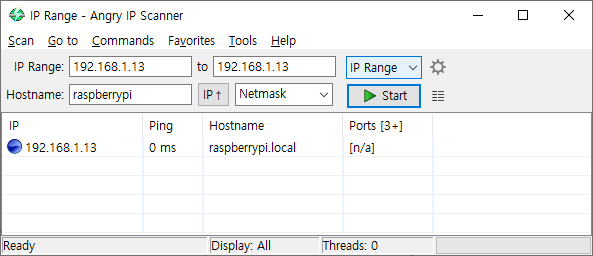 IP Range - Angry IP Scanner
Scan Go to Commands Favorites Tools Help
IP Range: 192.168.1.13 to 192.168.1.13 IP Range
Hostname: raspberrypi IP↑ Netmask Start
IP Ping Hostname Ports [3+]
192.168.1.13 0 ms raspberrypi.local [n/a]
Ready Display: All Threads: 0